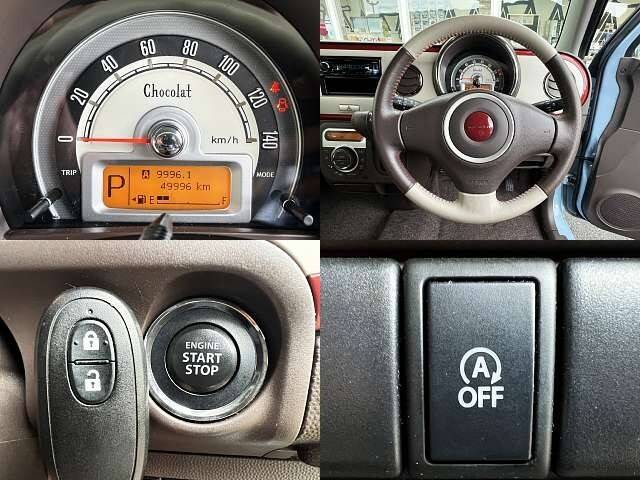 0 20 40 60 80 100 120 140
Chocolat
km/h
TRIP
MODE
P
A 9996.1
49996 km
E F
ENGINE
START
STOP
A
OFF